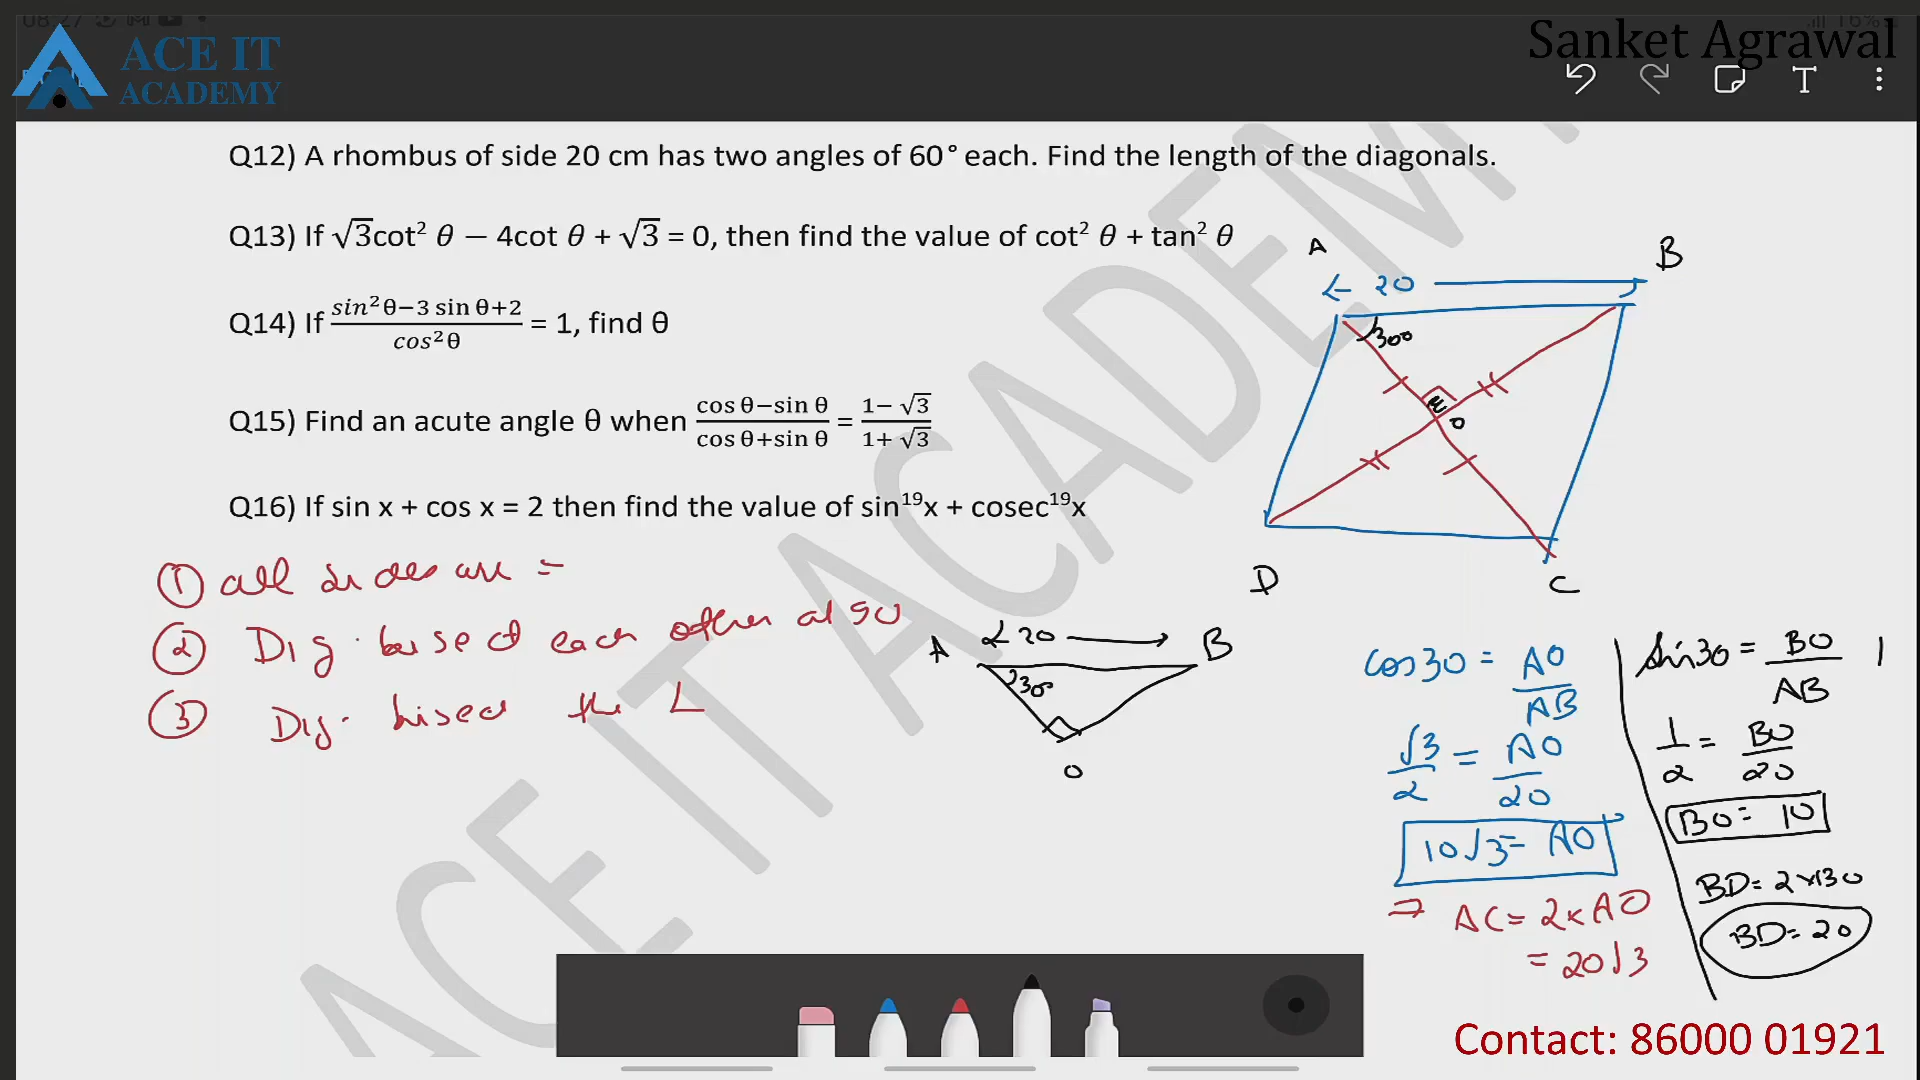 08:27
16%
ACE IT
ACADEMY
Sanket Agrawal
Q12) A rhombus of side 20 cm has two angles of 60° each. Find the length of the diagonals.
Q13) If √3cot² θ − 4cot θ + √3 = 0, then find the value of cot² θ + tan² θ
Q14) If (sin²θ−3 sin θ+2)/(cos²θ) = 1, find θ
Q15) Find an acute angle θ when (cos θ−sin θ)/(cos θ+sin θ) = (1− √3)/(1+ √3)
Q16) If sin x + cos x = 2 then find the value of sin¹⁹x + cosec¹⁹x
① all sides are =
② Dig. bisect each other at 90
③ Dig. bisect the L
A
B
20
30°
O
D
C
A
20
B
30°
O
cos30 = AO/AB
√3/2 = AO/20
10√3 = AO
⇒ AC = 2×AO
= 20√3
sin30 = BO/AB
1/2 = BO/20
BO = 10
BD = 2×BO
BD = 20
ACE IT ACADEMY
Contact: 86000 01921